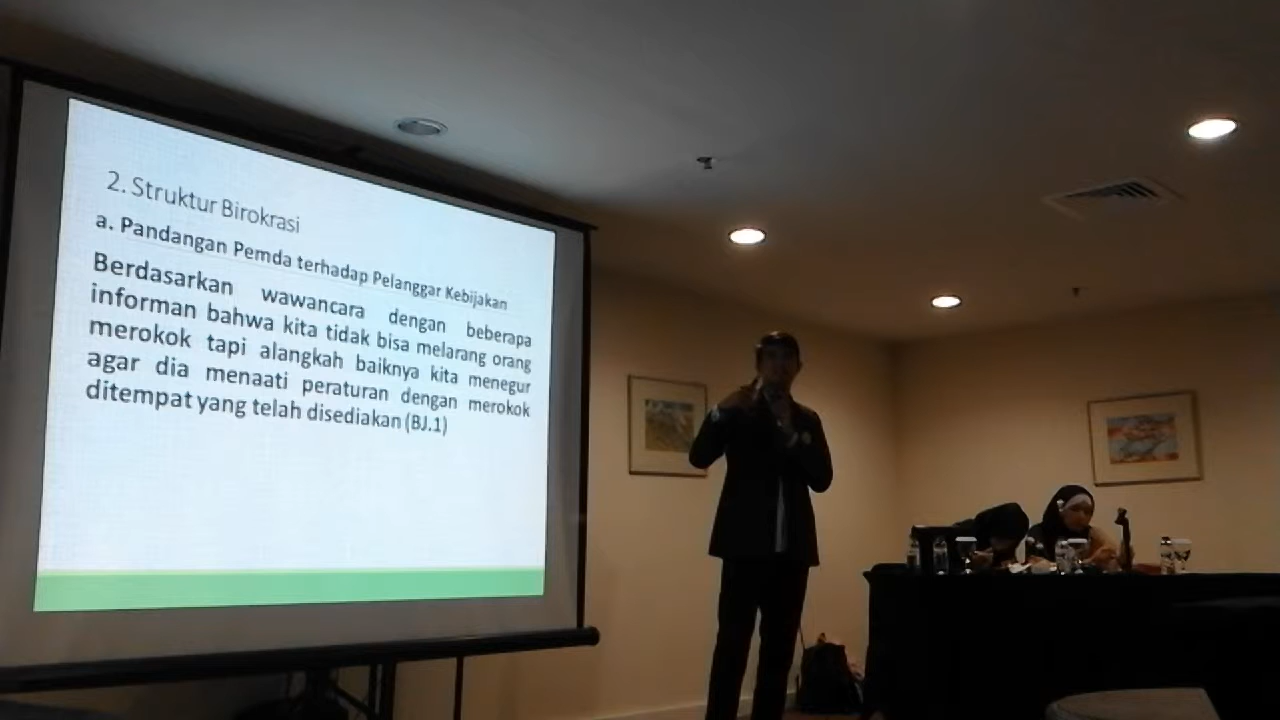 2. Struktur Birokrasi
a. Pandangan Pemda terhadap Pelanggar Kebijakan
Berdasarkan wawancara dengan beberapa
informan bahwa kita tidak bisa melarang orang
merokok tapi alangkah baiknya kita menegur
agar dia menaati peraturan dengan merokok
ditempat yang telah disediakan (BJ.1)